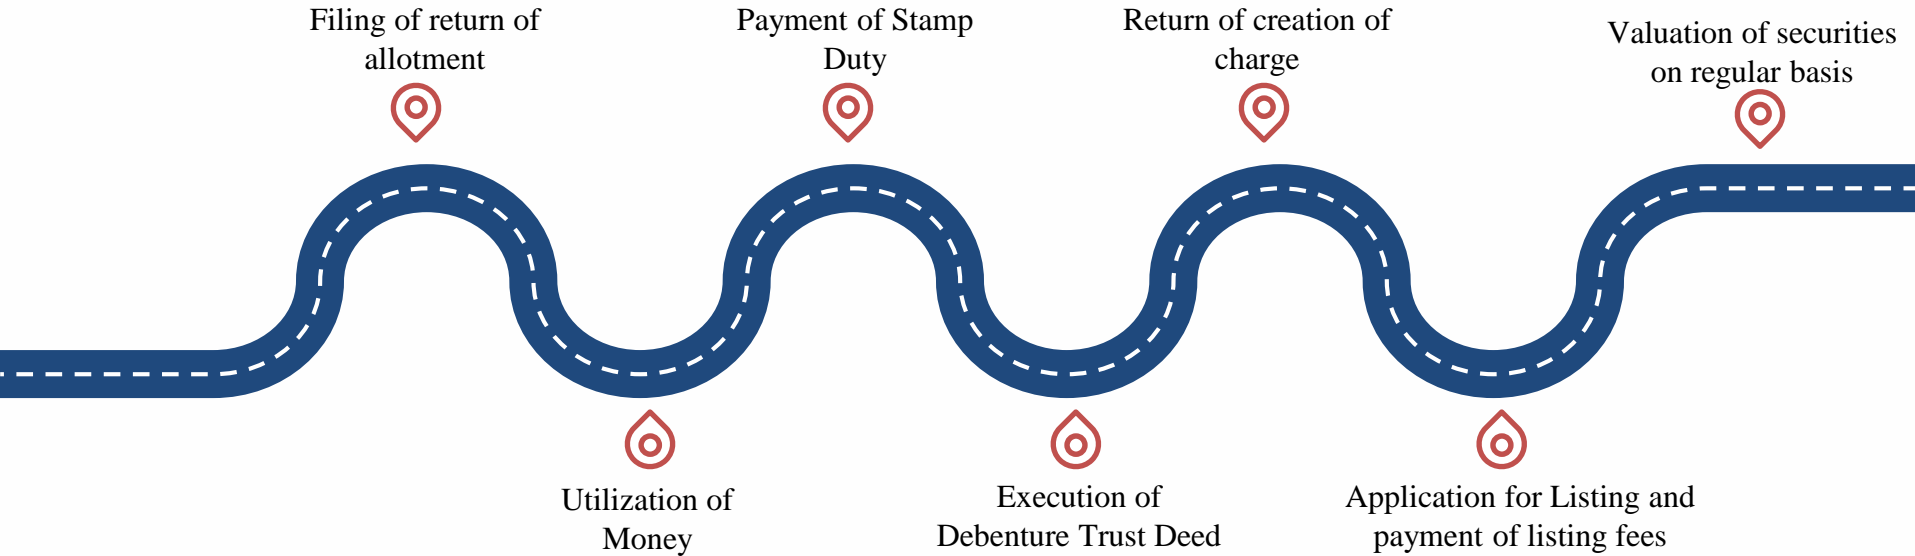 Filing of return of
allotment
Utilization of
Money
Payment of Stamp
Duty
Execution of
Debenture Trust Deed
Return of creation of
charge
Application for Listing and
payment of listing fees
Valuation of securities
on regular basis